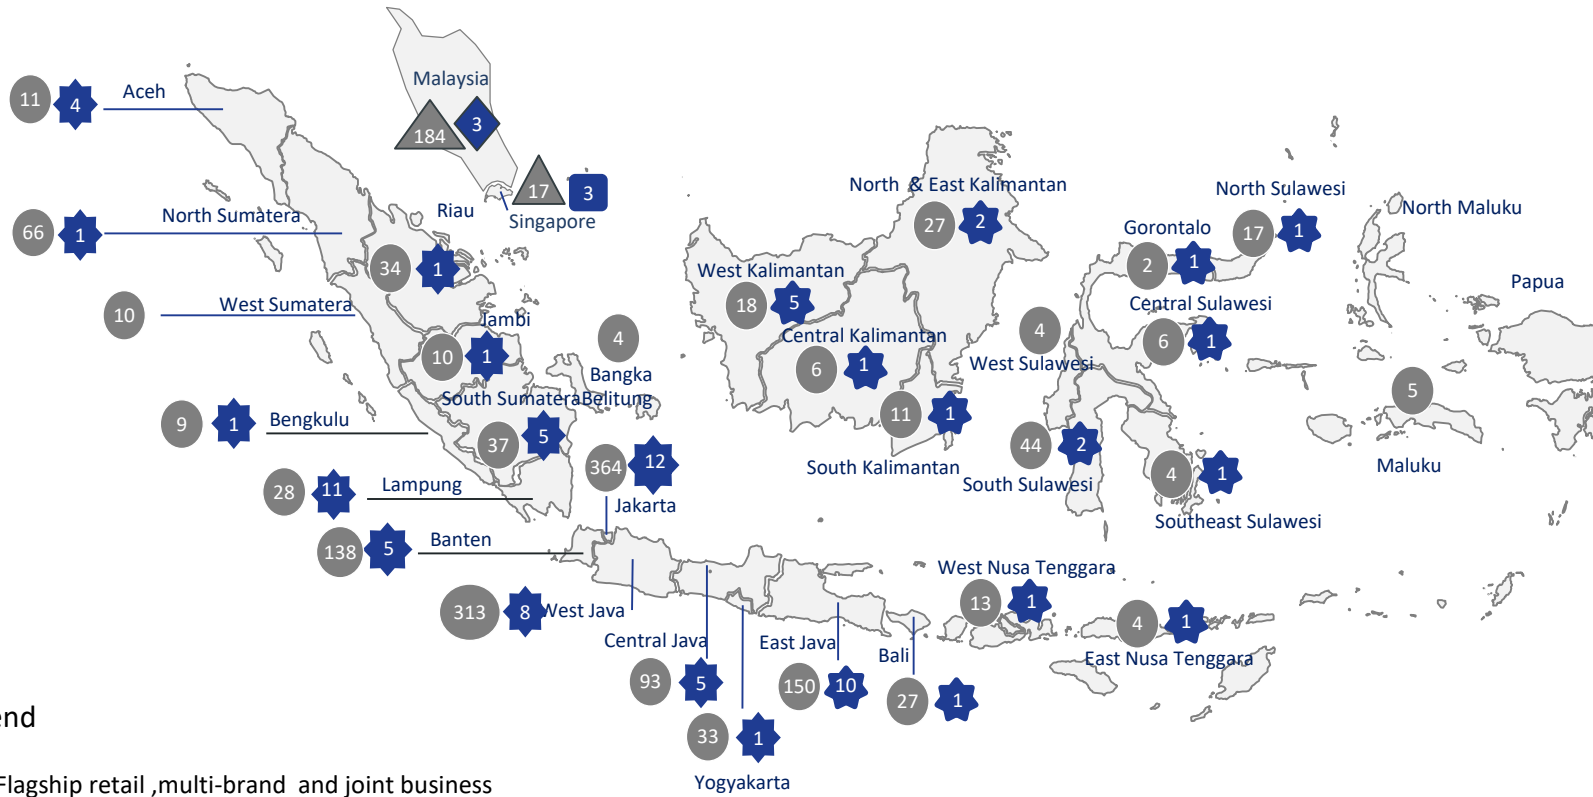 Malaysia
184
3
11
4
Aceh
17
3
Singapore
66
1
North Sumatera
Riau
34
1
10
West Sumatera
Jambi
10
1
4
Bangka
Belitung
South Sumatera
37
5
9
1
Bengkulu
28
11
Lampung
364
12
Jakarta
138
5
Banten
313
8
West Java
Central Java
93
5
33
1
Yogyakarta
East Java
150
10
Bali
27
1
North & East Kalimantan
27
2
West Kalimantan
18
5
Central Kalimantan
6
1
11
1
South Kalimantan
North Sulawesi
17
1
Gorontalo
2
1
Central Sulawesi
6
1
4
West Sulawesi
44
2
South Sulawesi
4
1
Southeast Sulawesi
North Maluku
Papua
5
Maluku
West Nusa Tenggara
13
1
4
1
East Nusa Tenggara
end
Flagship retail ,multi-brand and joint business